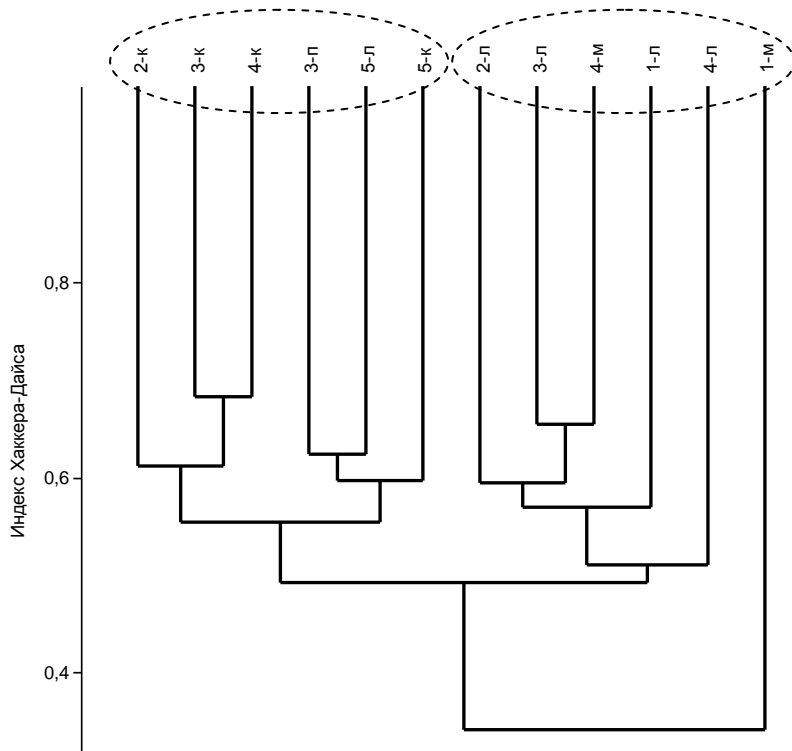 2-к
3-к
4-к
3-п
5-л
5-к
2-л
3-л
4-м
1-л
4-л
1-м
0,8
0,6
0,4
Индекс Хаккера-Дайса